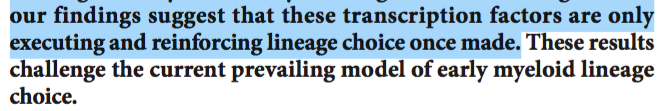 our findings suggest that these transcription factors are only
executing and reinforcing lineage choice once made. These results
challenge the current prevailing model of early myeloid lineage
choice.